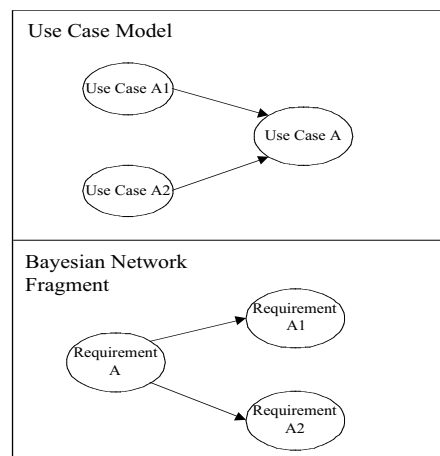 Use Case Model
Use Case A1
Use Case A
Use Case A2
Bayesian Network
Fragment
Requirement
A1
Requirement
A
Requirement
A2